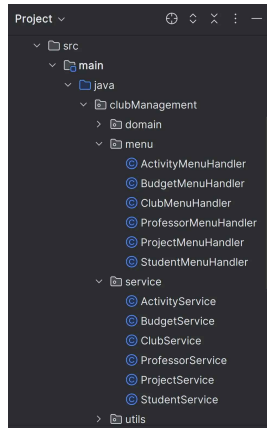 Project
src
main
java
clubManagement
domain
menu
ActivityMenuHandler
BudgetMenuHandler
ClubMenuHandler
ProfessorMenuHandler
ProjectMenuHandler
StudentMenuHandler
service
ActivityService
BudgetService
ClubService
ProfessorService
ProjectService
StudentService
utils